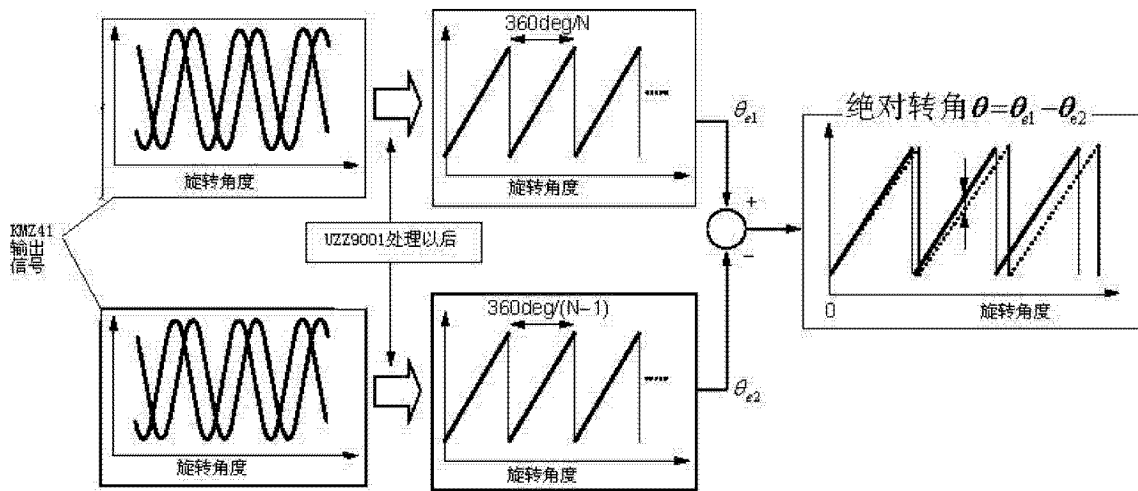 旋转角度
360deg/N
.....
旋转角度
θe1
绝对转角θ=θe1-θe2
+
-
0
旋转角度
KMZ41
输出
信号
UZZ9001处理以后
旋转角度
360deg/(N-1)
.....
旋转角度
θe2